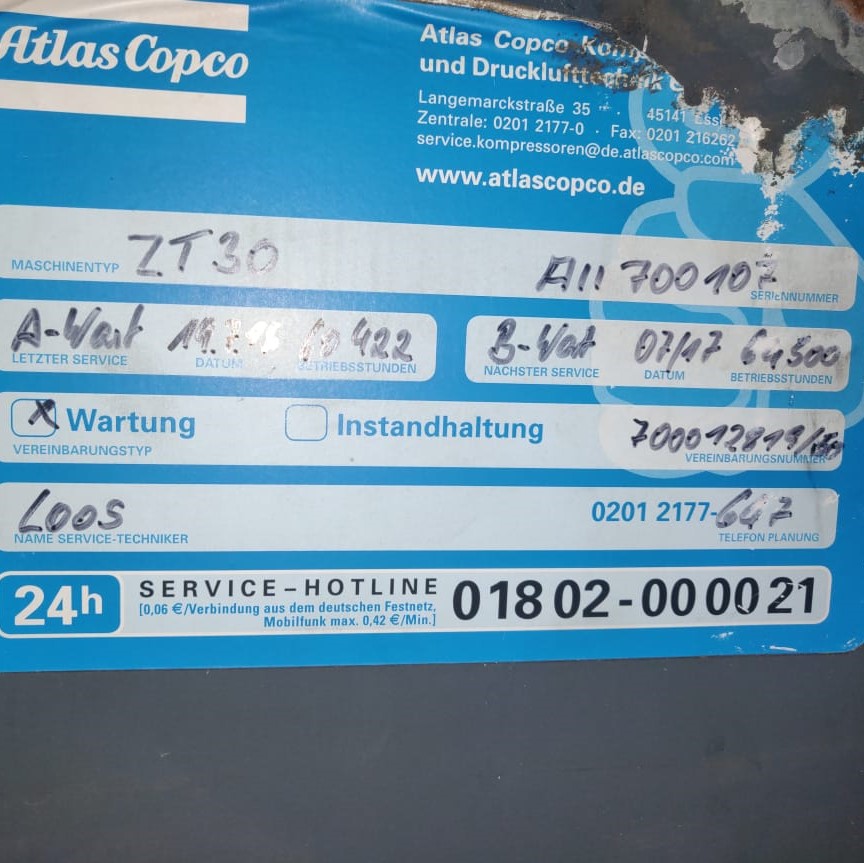 Atlas Copco
Atlas Copco
und Drucklufttechnik
Langemarckstraße 35 · 45141
Zentrale: 0201 2177-0 · Fax: 0201 216262
service.kompressoren@de.atlascopco.com
www.atlascopco.de
MASCHINENTYP ZT30 AII 700107 SERIENNUMMER
A-Wart 422 B-Wart 07/17 64500
LETZTER SERVICE DATUM BETRIEBSSTUNDEN NÄCHSTER SERVICE DATUM BETRIEBSSTUNDEN
X Wartung Instandhaltung 700012819/
VEREINBARUNGSTYP VEREINBARUNGSNUMMER
LOOS 0201 2177-647
NAME SERVICE-TECHNIKER TELEFON PLANUNG
24h SERVICE-HOTLINE 01802-000021
[0,06 €/Verbindung aus dem deutschen Festnetz,
Mobilfunk max. 0,42 €/Min.]